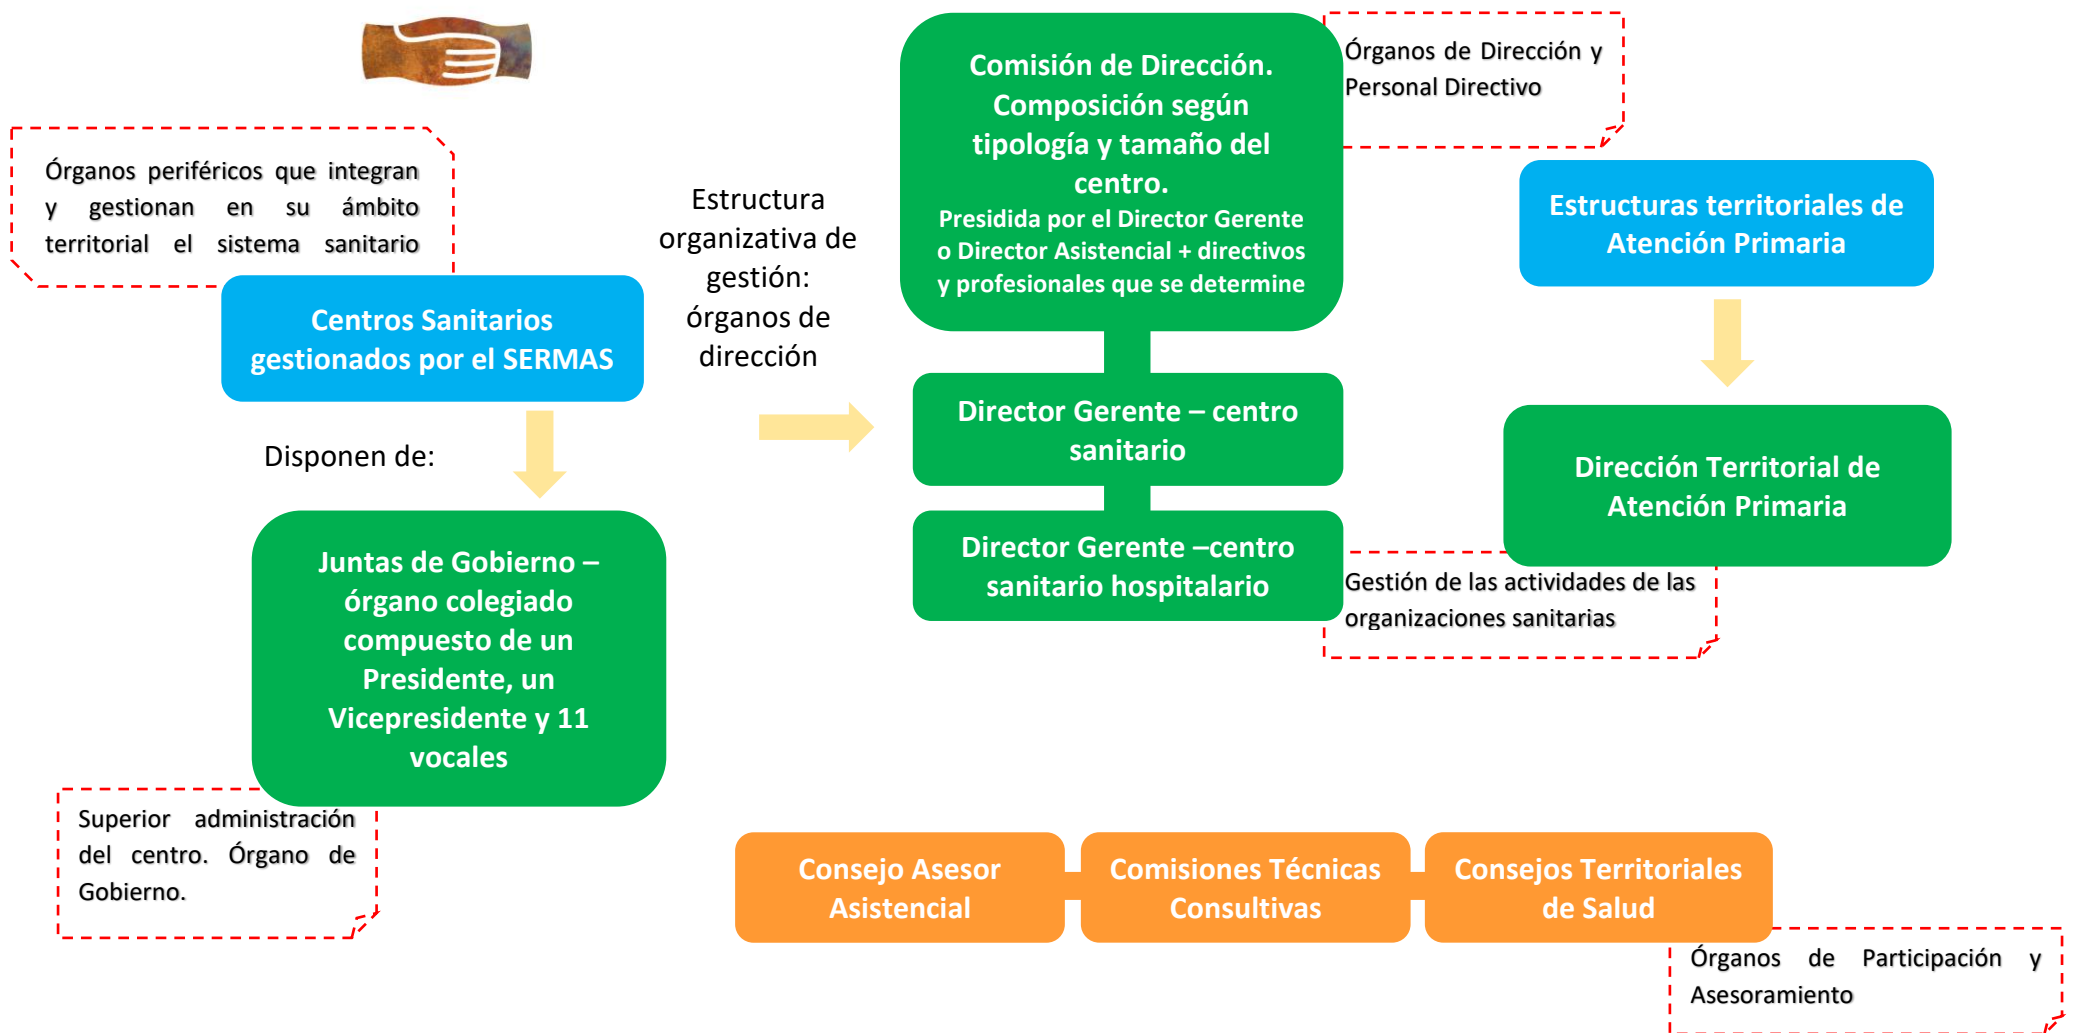 Órganos periféricos que integran
y gestionan en su ámbito
territorial el sistema sanitario
Centros Sanitarios
gestionados por el SERMAS
Disponen de:
Juntas de Gobierno –
órgano colegiado
compuesto de un
Presidente, un
Vicepresidente y 11
vocales
Superior administración
del centro. Órgano de
Gobierno.
Estructura
organizativa de
gestión:
órganos de
dirección
Comisión de Dirección.
Composición según
tipología y tamaño del
centro.
Presidida por el Director Gerente
o Director Asistencial + directivos
y profesionales que se determine
Órganos de Dirección y
Personal Directivo
Director Gerente – centro
sanitario
Director Gerente –centro
sanitario hospitalario
Gestión de las actividades de las
organizaciones sanitarias
Estructuras territoriales de
Atención Primaria
Dirección Territorial de
Atención Primaria
Consejo Asesor
Asistencial
Comisiones Técnicas
Consultivas
Consejos Territoriales
de Salud
Órganos de Participación y
Asesoramiento